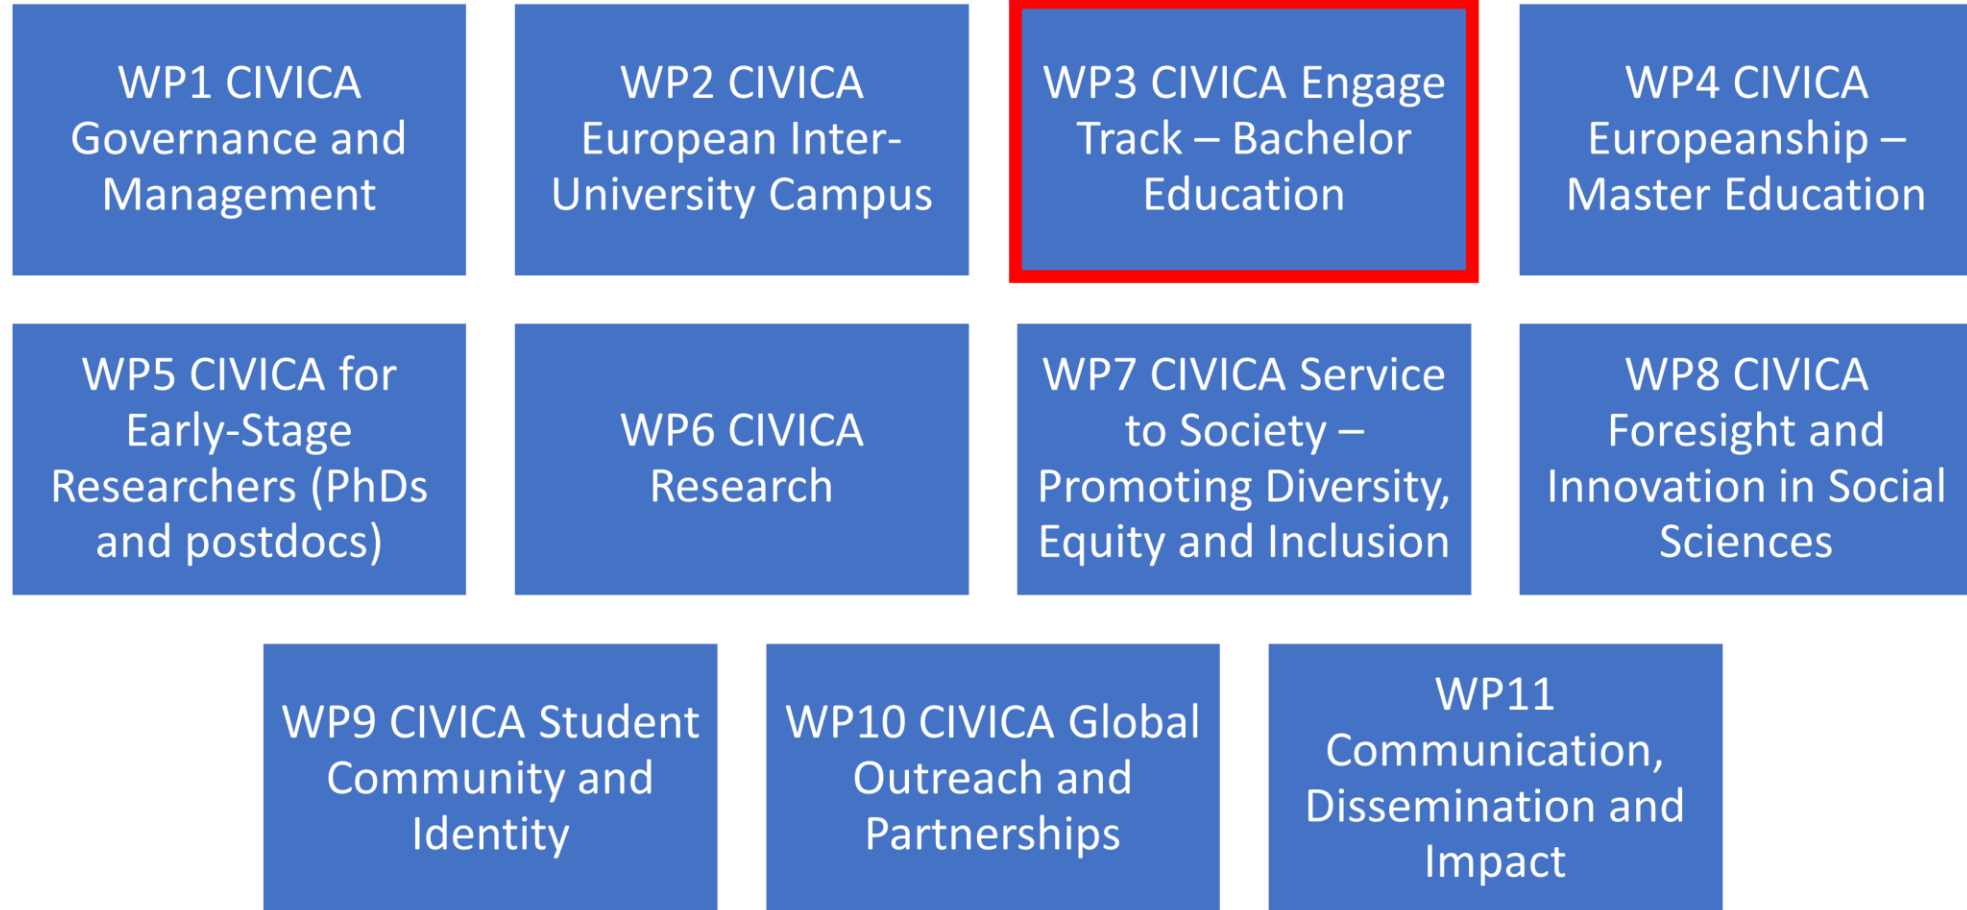 WP1 CIVICA
Governance and
Management
WP2 CIVICA
European Inter-
University Campus
WP3 CIVICA Engage
Track – Bachelor
Education
WP4 CIVICA
Europeanship –
Master Education
WP5 CIVICA for
Early-Stage
Researchers (PhDs
and postdocs)
WP6 CIVICA
Research
WP7 CIVICA Service
to Society –
Promoting Diversity,
Equity and Inclusion
WP8 CIVICA
Foresight and
Innovation in Social
Sciences
WP9 CIVICA Student
Community and
Identity
WP10 CIVICA Global
Outreach and
Partnerships
WP11
Communication,
Dissemination and
Impact